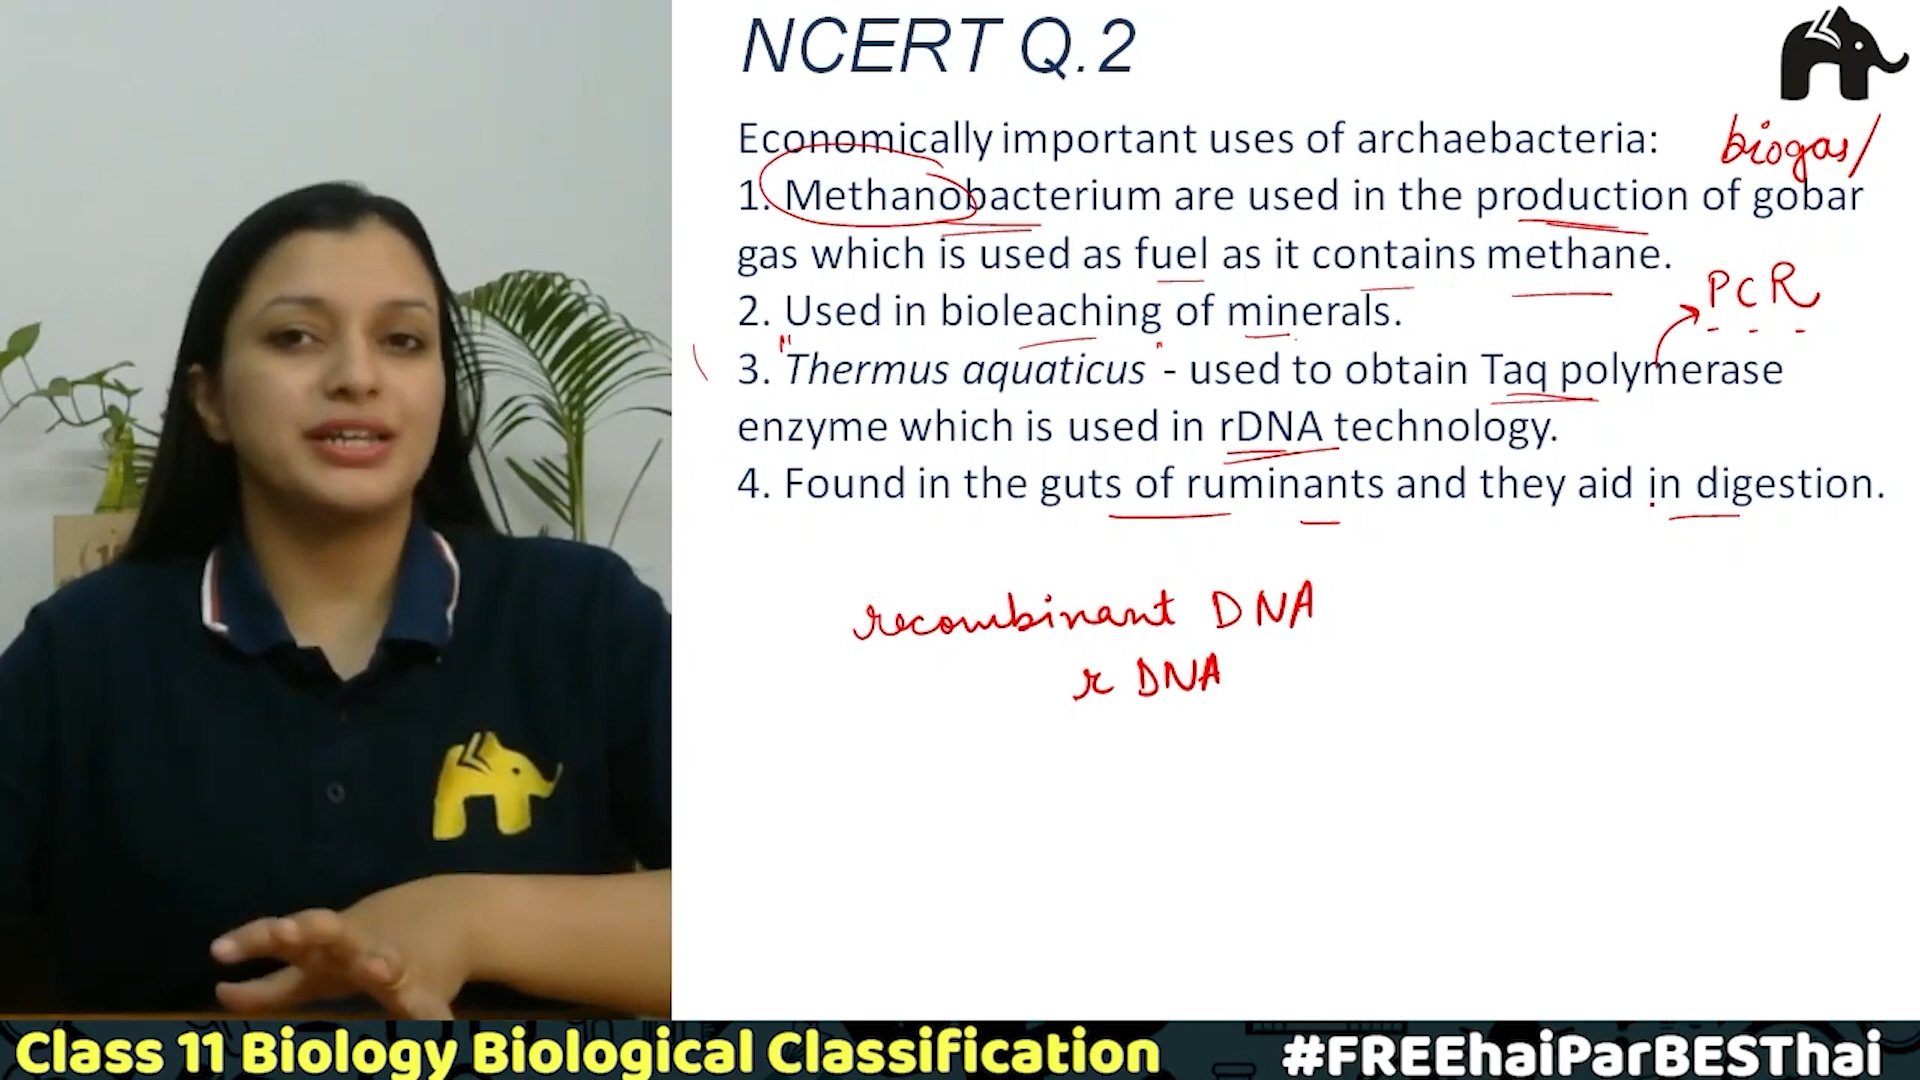 NCERT Q.2
Economically important uses of archaebacteria:
biogas/
1. Methanobacterium are used in the production of gobar
gas which is used as fuel as it contains methane.
PCR
2. Used in bioleaching of minerals.
3. "Thermus aquaticus" - used to obtain Taq polymerase
enzyme which is used in rDNA technology.
4. Found in the guts of ruminants and they aid in digestion.
recombinant DNA
r DNA
Class 11 Biology Biological Classification
#FREEhaiParBESThai